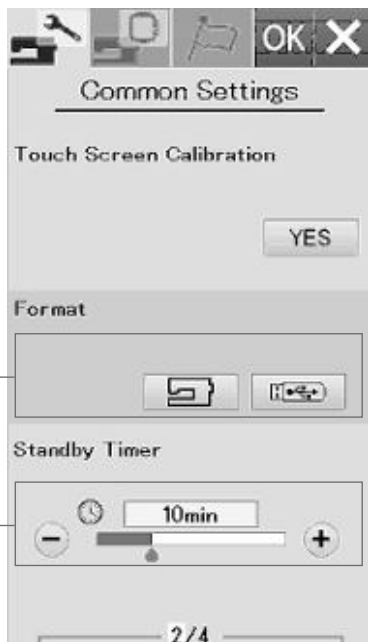 OK
Common Settings
Touch Screen Calibration
YES
Format
Standby Timer
10min
2/4